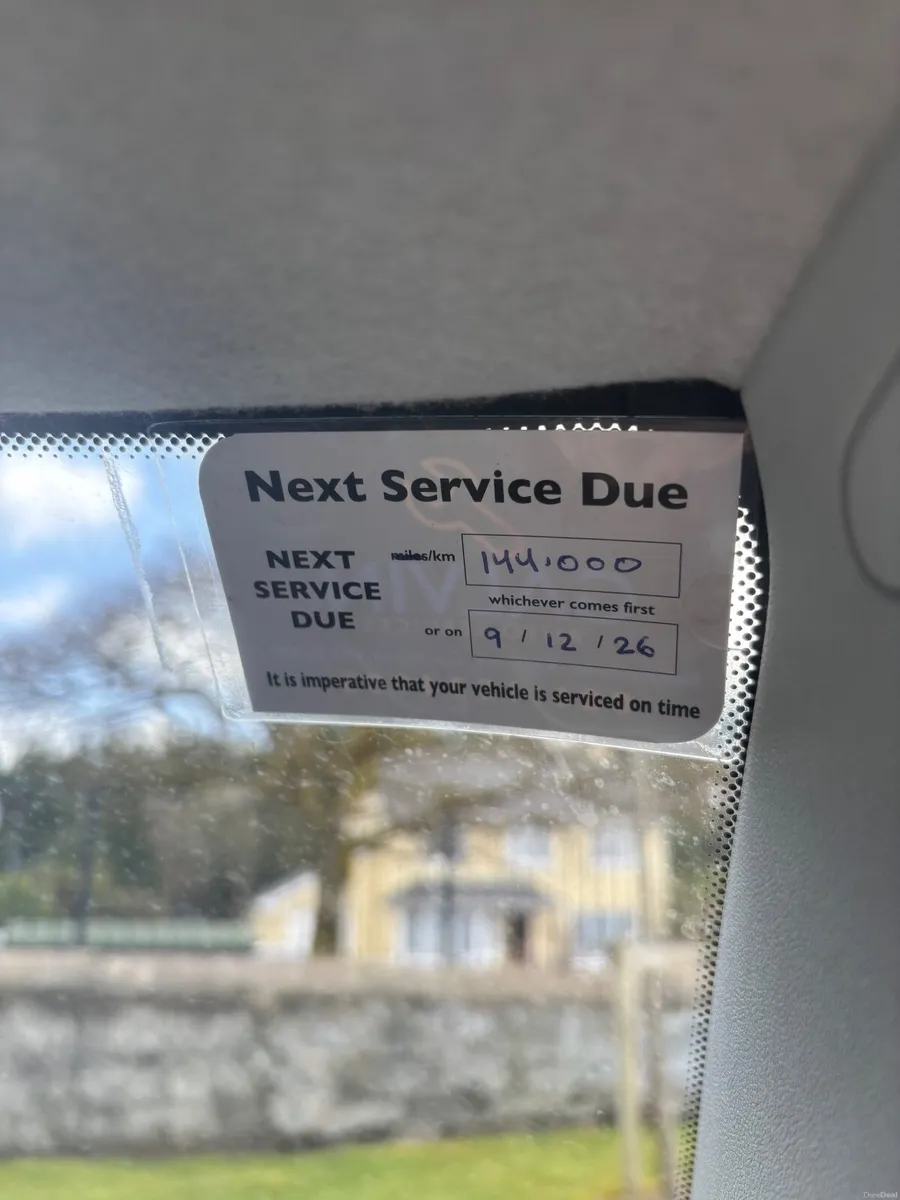 Next Service Due
NEXT SERVICE DUE
miles/km 144,000
whichever comes first
or on 9 / 12 / 26
It is imperative that your vehicle is serviced on time
DoneDeal